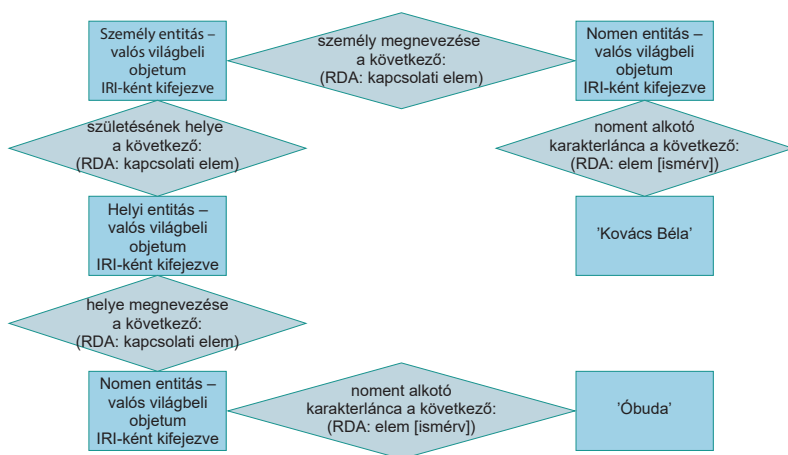 Személy entitás –
valós világbeli
objetum
IRI-ként kifejezve
személy megnevezése
a következő:
(RDA: kapcsolati elem)
Nomen entitás –
valós világbeli
objetum
IRI-ként kifejezve
születésének helye
a következő:
(RDA: kapcsolati elem)
noment alkotó
karakterlánca a következő:
(RDA: elem [ismérv])
Helyi entitás –
valós világbeli
objetum
IRI-ként kifejezve
’Kovács Béla’
helye megnevezése
a következő:
(RDA: kapcsolati elem)
Nomen entitás –
valós világbeli
objetum
IRI-ként kifejezve
noment alkotó
karakterlánca a következő:
(RDA: elem [ismérv])
’Óbuda’